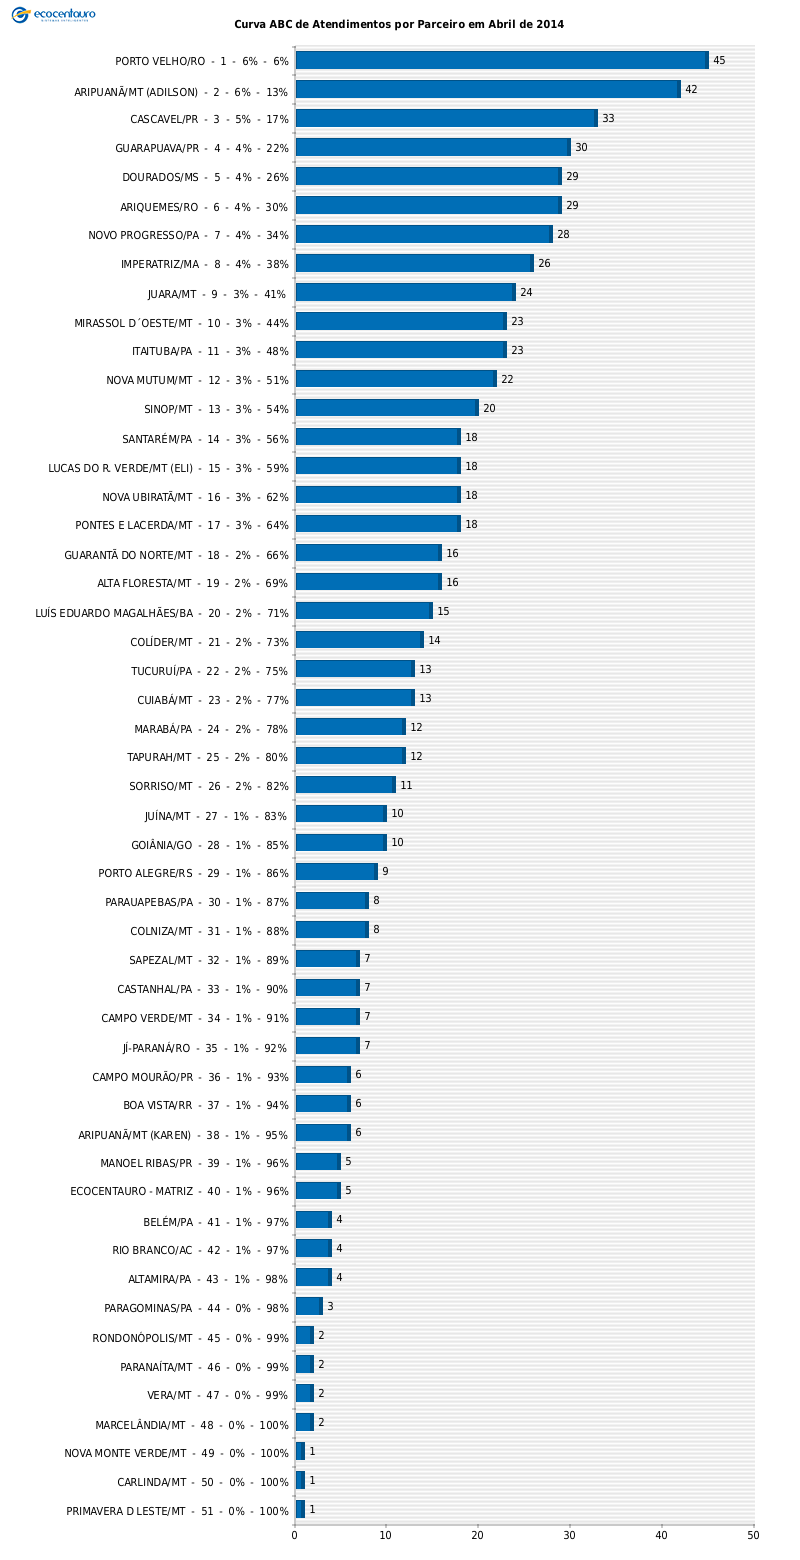 ecocentauro
Curva ABC de Atendimentos por Parceiro em Abril de 2014
PORTO VELHO/RO - 1 - 6% - 6% 45
ARIPUANÃ/MT (ADILSON) - 2 - 6% - 13% 42
CASCAVEL/PR - 3 - 5% - 17% 33
GUARAPUAVA/PR - 4 - 4% - 22% 30
DOURADOS/MS - 5 - 4% - 26% 29
ARIQUEMES/RO - 6 - 4% - 30% 29
NOVO PROGRESSO/PA - 7 - 4% - 34% 28
IMPERATRIZ/MA - 8 - 4% - 38% 26
JUARA/MT - 9 - 3% - 41% 24
MIRASSOL D´OESTE/MT - 10 - 3% - 44% 23
ITAITUBA/PA - 11 - 3% - 48% 23
NOVA MUTUM/MT - 12 - 3% - 51% 22
SINOP/MT - 13 - 3% - 54% 20
SANTARÉM/PA - 14 - 3% - 56% 18
LUCAS DO R. VERDE/MT (ELI) - 15 - 3% - 59% 18
NOVA UBIRATÃ/MT - 16 - 3% - 62% 18
PONTES E LACERDA/MT - 17 - 3% - 64% 18
GUARANTÃ DO NORTE/MT - 18 - 2% - 66% 16
ALTA FLORESTA/MT - 19 - 2% - 69% 16
LUÍS EDUARDO MAGALHÃES/BA - 20 - 2% - 71% 15
COLÍDER/MT - 21 - 2% - 73% 14
TUCURUÍ/PA - 22 - 2% - 75% 13
CUIABÁ/MT - 23 - 2% - 77% 13
MARABÁ/PA - 24 - 2% - 78% 12
TAPURAH/MT - 25 - 2% - 80% 12
SORRISO/MT - 26 - 2% - 82% 11
JUÍNA/MT - 27 - 1% - 83% 10
GOIÂNIA/GO - 28 - 1% - 85% 10
PORTO ALEGRE/RS - 29 - 1% - 86% 9
PARAUAPEBAS/PA - 30 - 1% - 87% 8
COLNIZA/MT - 31 - 1% - 88% 8
SAPEZAL/MT - 32 - 1% - 89% 7
CASTANHAL/PA - 33 - 1% - 90% 7
CAMPO VERDE/MT - 34 - 1% - 91% 7
JÍ-PARANÁ/RO - 35 - 1% - 92% 7
CAMPO MOURÃO/PR - 36 - 1% - 93% 6
BOA VISTA/RR - 37 - 1% - 94% 6
ARIPUANÃ/MT (KAREN) - 38 - 1% - 95% 6
MANOEL RIBAS/PR - 39 - 1% - 96% 5
ECOCENTAURO - MATRIZ - 40 - 1% - 96% 5
BELÉM/PA - 41 - 1% - 97% 4
RIO BRANCO/AC - 42 - 1% - 97% 4
ALTAMIRA/PA - 43 - 1% - 98% 4
PARAGOMINAS/PA - 44 - 0% - 98% 3
RONDONÓPOLIS/MT - 45 - 0% - 99% 2
PARANAÍTA/MT - 46 - 0% - 99% 2
VERA/MT - 47 - 0% - 99% 2
MARCELÂNDIA/MT - 48 - 0% - 100% 2
NOVA MONTE VERDE/MT - 49 - 0% - 100% 1
CARLINDA/MT - 50 - 0% - 100% 1
PRIMAVERA D LESTE/MT - 51 - 0% - 100% 1
0 10 20 30 40 50